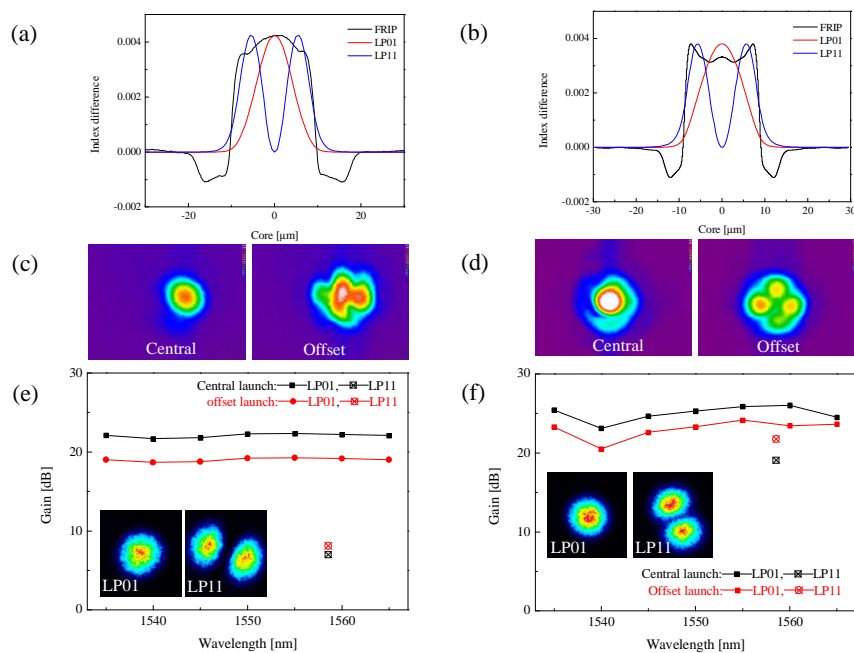 (a)
FRIP
LP01
LP11
0.004
0.002
0.000
-0.002
Index difference
-20 0 20
Core [µm]
(b)
FRIP
LP01
LP11
0.004
0.002
0.000
-0.002
Index difference
-30 -20 -10 0 10 20 30
Core [µm]
(c)
Central
Offset
(d)
Central
Offset
(e)
Central launch: LP01, LP11
offset launch: LP01, LP11
30
20
10
0
Gain [dB]
LP01
LP11
1540 1550 1560
Wavelength [nm]
(f)
30
20
10
0
Gain [dB]
LP01
LP11
Central launch: LP01, LP11
Offset launch: LP01, LP11
1540 1550 1560
Wavelength [nm]